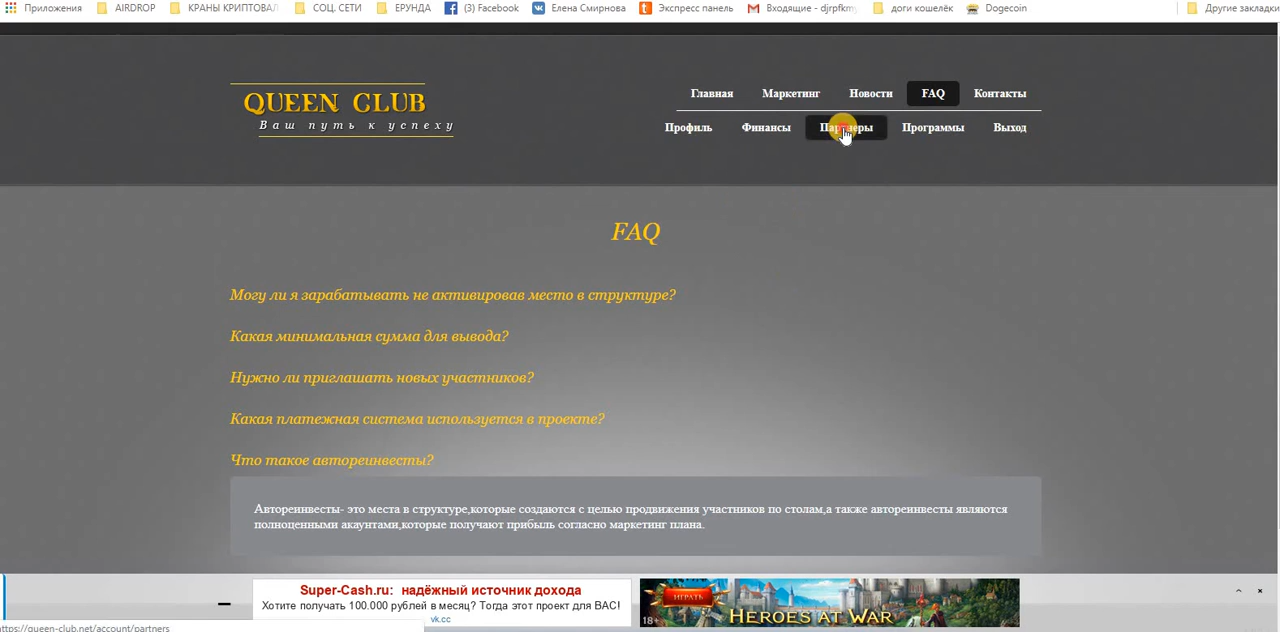 Приложения AIRDROP КРАНЫ КРИПТОВАЛ СОЦ. СЕТИ ЕРУНДА (3) Facebook Елена Смирнова Экспресс панель Входящие - djrpfkmy доги кошелёк Dogecoin Другие закладки
QUEEN CLUB
Ваш путь к успеху
Главная Маркетинг Новости FAQ Контакты
Профиль Финансы Программы Выход
FAQ
Могу ли я зарабатывать не активировав место в структуре?
Какая минимальная сумма для вывода?
Нужно ли приглашать новых участников?
Какая платежная система используется в проекте?
Что такое автореинвесты?
Автореинвесты- это места в структуре,которые создаются с целью продвижения участников по столам,а также автореинвесты являются
полноценными акаунтами,которые получают прибыль согласно маркетинг плана.
Super-Cash.ru: надёжный источник дохода
Хотите получать 100.000 рублей в месяц? Тогда этот проект для ВАС!
vk.cc
ИГРАТЬ
18+
HEROES AT WAR
ttps://queen-club.net/account/partners